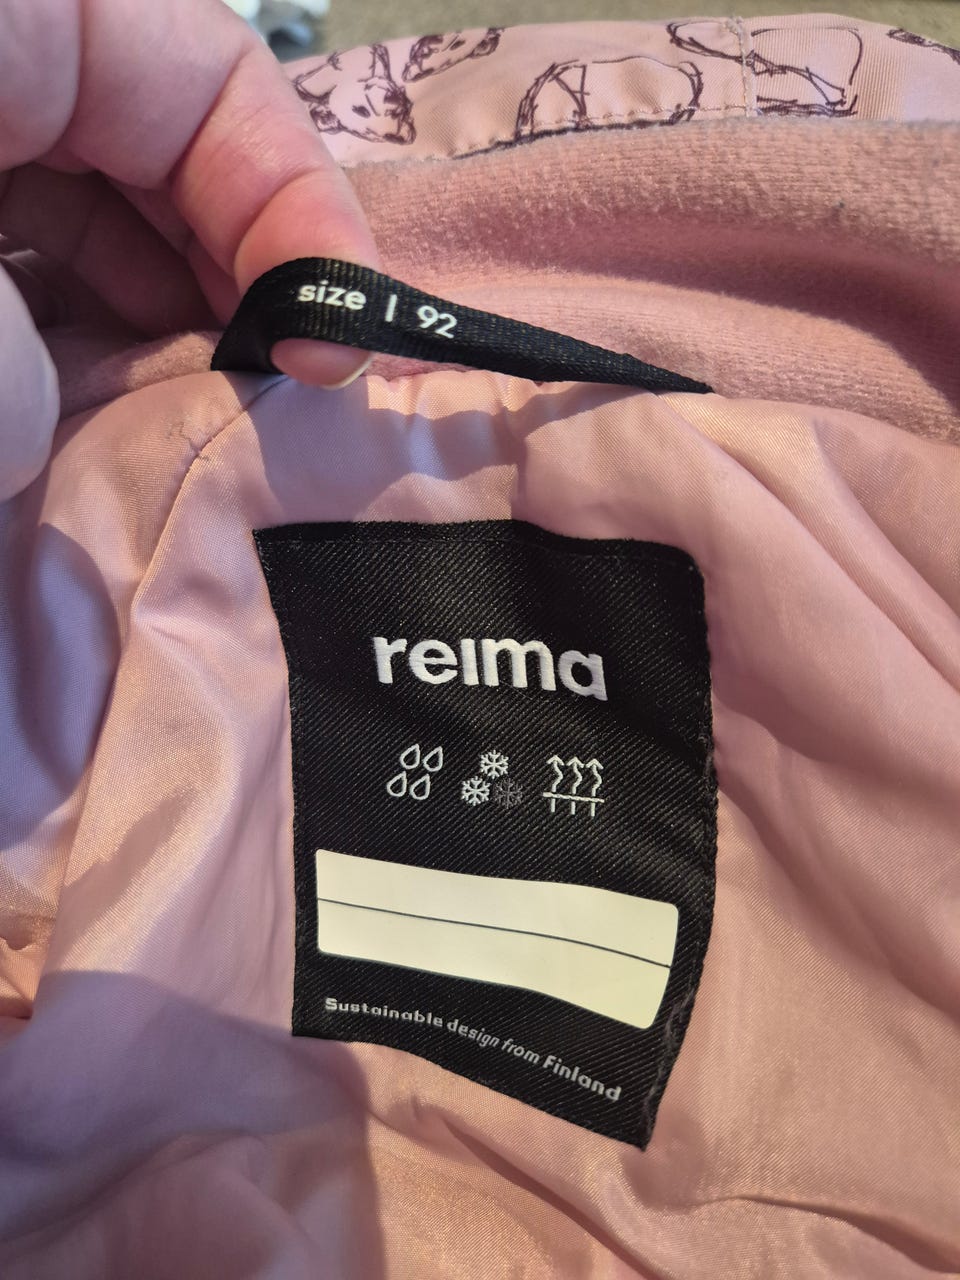 size | 92
reima
Sustainable design from Finland